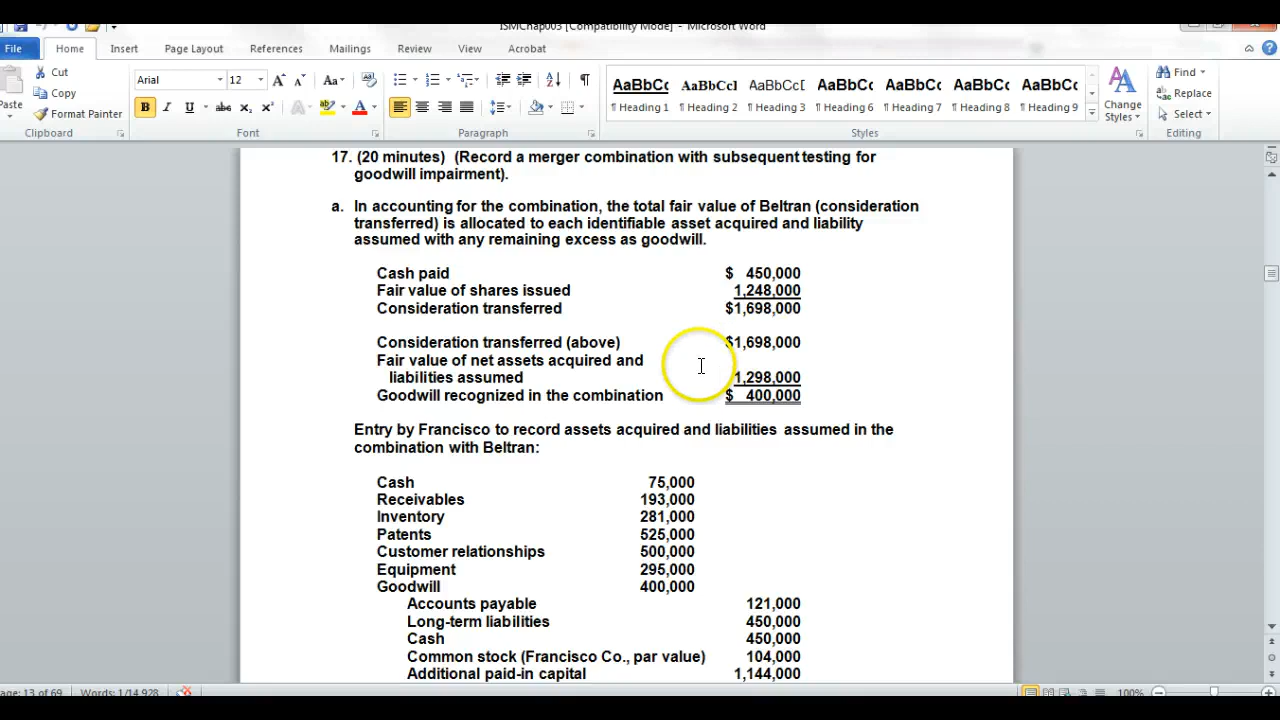 ISMChap003 [Compatibility Mode] - Microsoft Word
File Home Insert Page Layout References Mailings Review View Acrobat
Paste Cut Copy Format Painter Clipboard
Arial 12 Aa B I U abc X₂ X² A A Font
Paragraph
AaBbCc AaBbCcI AaBbCcD AaBbCc AaBbCc AaBbCc AaBbCc
¶ Heading 1 ¶ Heading 2 ¶ Heading 3 ¶ Heading 6 ¶ Heading 7 ¶ Heading 8 ¶ Heading 9
Change Styles Styles
Find Replace Select Editing
17. (20 minutes) (Record a merger combination with subsequent testing for
goodwill impairment).
a. In accounting for the combination, the total fair value of Beltran (consideration
transferred) is allocated to each identifiable asset acquired and liability
assumed with any remaining excess as goodwill.
Cash paid $ 450,000
Fair value of shares issued 1,248,000
Consideration transferred $1,698,000
Consideration transferred (above) $1,698,000
Fair value of net assets acquired and
liabilities assumed 1,298,000
Goodwill recognized in the combination $ 400,000
Entry by Francisco to record assets acquired and liabilities assumed in the
combination with Beltran:
Cash 75,000
Receivables 193,000
Inventory 281,000
Patents 525,000
Customer relationships 500,000
Equipment 295,000
Goodwill 400,000
Accounts payable 121,000
Long-term liabilities 450,000
Cash 450,000
Common stock (Francisco Co., par value) 104,000
Additional paid-in capital 1,144,000
Page: 13 of 69 Words: 1/14,928 100%